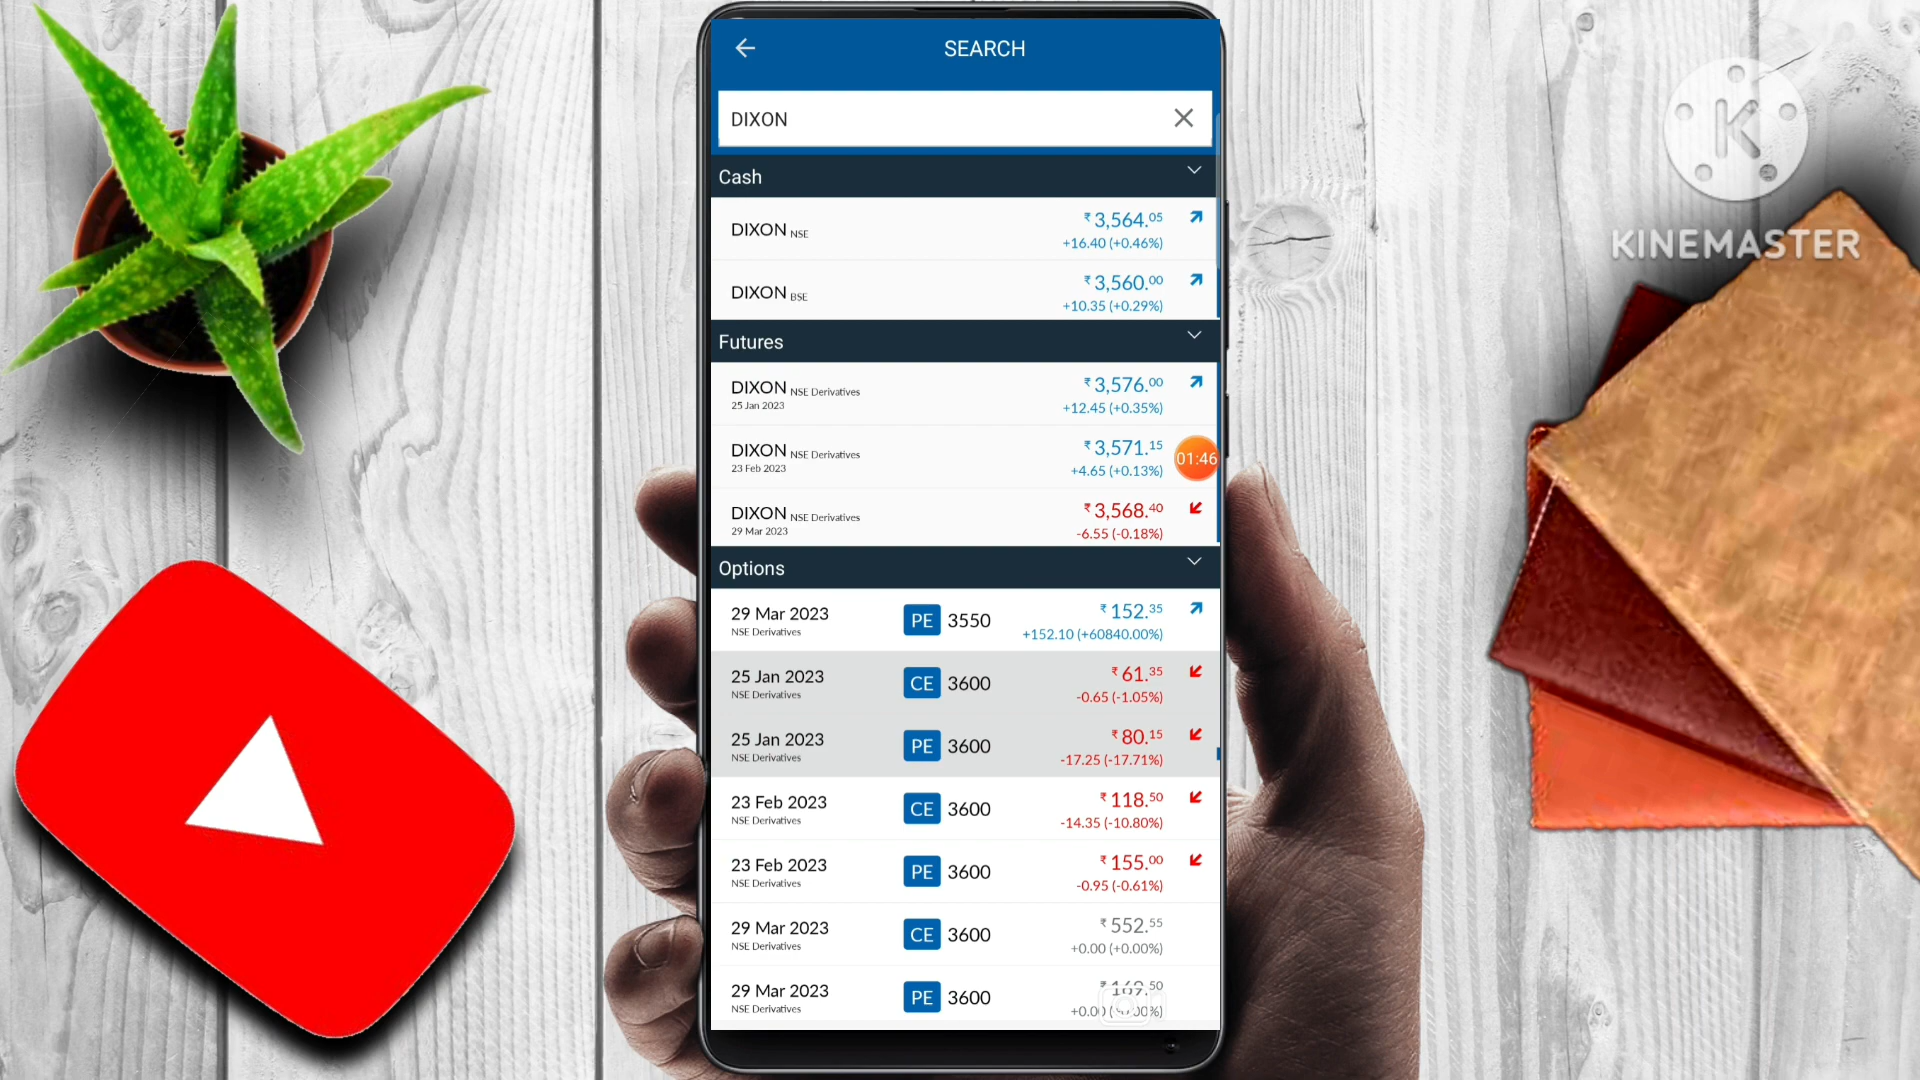 SEARCH
DIXON
Cash
DIXON NSE ₹ 3,564.05
+16.40 (+0.46%)
DIXON BSE ₹ 3,560.00
+10.35 (+0.29%)
Futures
DIXON NSE Derivatives ₹ 3,576.00
25 Jan 2023 +12.45 (+0.35%)
DIXON NSE Derivatives ₹ 3,571.15
23 Feb 2023 +4.65 (+0.13%)
01:46
DIXON NSE Derivatives ₹ 3,568.40
29 Mar 2023 -6.55 (-0.18%)
Options
29 Mar 2023 PE 3550 ₹ 152.35
NSE Derivatives +152.10 (+60840.00%)
25 Jan 2023 CE 3600 ₹ 61.35
NSE Derivatives -0.65 (-1.05%)
25 Jan 2023 PE 3600 ₹ 80.15
NSE Derivatives -17.25 (-17.71%)
23 Feb 2023 CE 3600 ₹ 118.50
NSE Derivatives -14.35 (-10.80%)
23 Feb 2023 PE 3600 ₹ 155.00
NSE Derivatives -0.95 (-0.61%)
29 Mar 2023 CE 3600 ₹ 552.55
NSE Derivatives +0.00 (+0.00%)
29 Mar 2023 PE 3600
NSE Derivatives
K
KINEMASTER